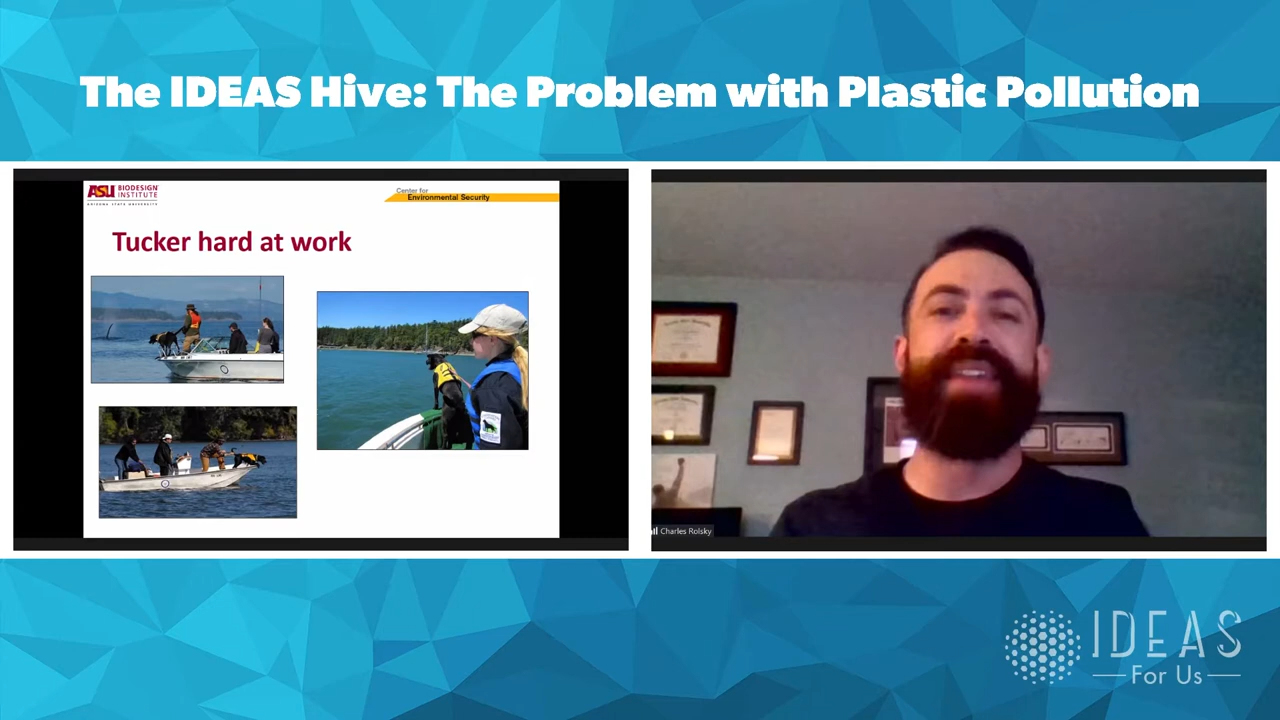 The IDEAS Hive: The Problem with Plastic Pollution
ASU BIODESIGN INSTITUTE
ARIZONA STATE UNIVERSITY
Center for
Environmental Security
Tucker hard at work
Charles Rolsky
IDEAS
For Us